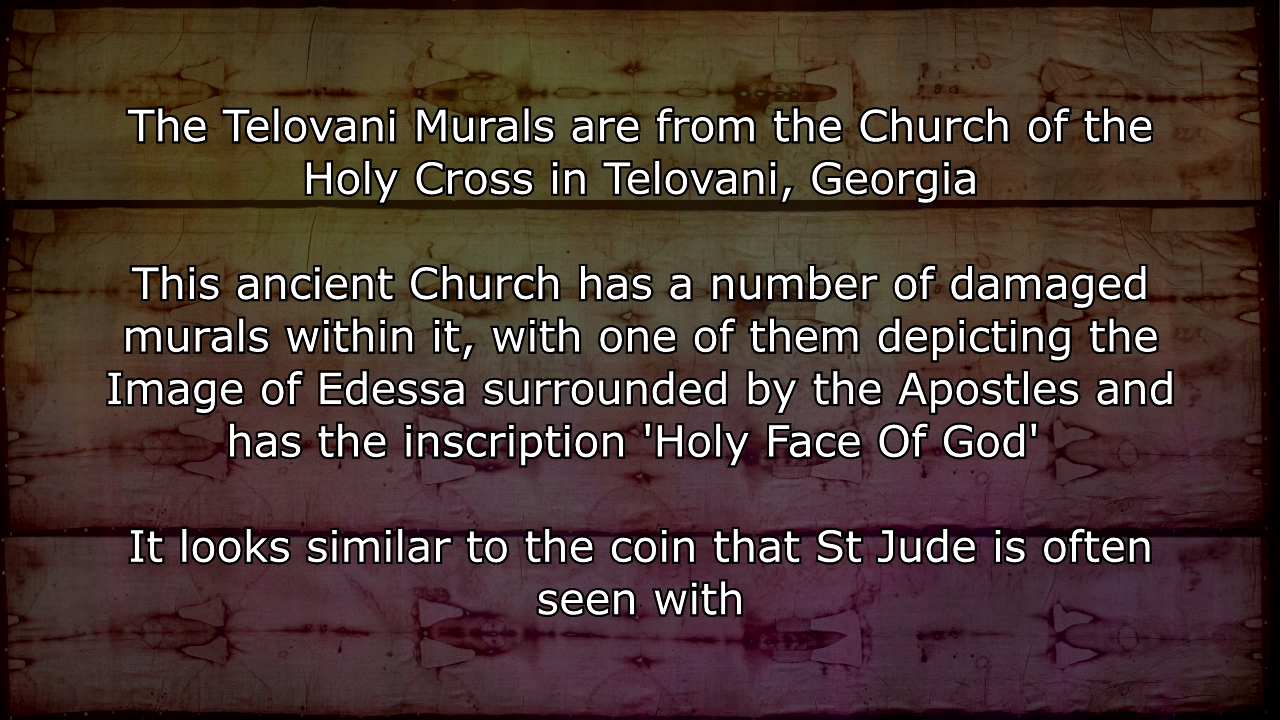 The Telovani Murals are from the Church of the
Holy Cross in Telovani, Georgia
This ancient Church has a number of damaged
murals within it, with one of them depicting the
Image of Edessa surrounded by the Apostles and
has the inscription 'Holy Face Of God'
It looks similar to the coin that St Jude is often
seen with